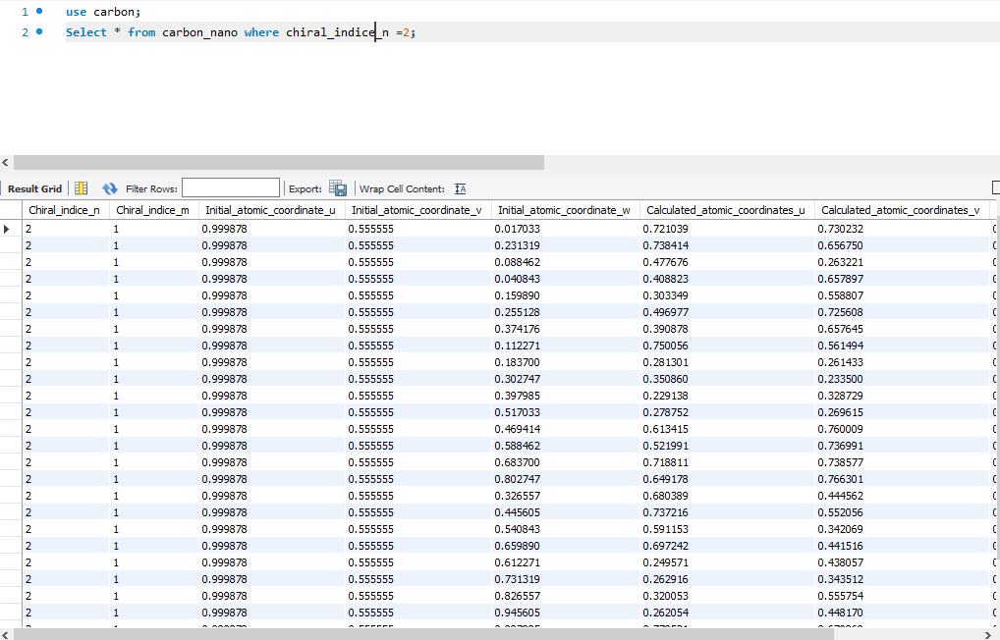 1 use carbon;
2 Select * from carbon_nano where chiral_indice_n =2;
Result Grid Filter Rows: Export: Wrap Cell Content:
Chiral_indice_n Chiral_indice_m Initial_atomic_coordinate_u Initial_atomic_coordinate_v Initial_atomic_coordinate_w Calculated_atomic_coordinates_u Calculated_atomic_coordinates_v
2 1 0.999878 0.555555 0.017033 0.721039 0.730232
2 1 0.999878 0.555555 0.231319 0.738414 0.656750
2 1 0.999878 0.555555 0.088462 0.477676 0.263221
2 1 0.999878 0.555555 0.040843 0.408823 0.657897
2 1 0.999878 0.555555 0.159890 0.303349 0.558807
2 1 0.999878 0.555555 0.255128 0.496977 0.725608
2 1 0.999878 0.555555 0.374176 0.390878 0.657645
2 1 0.999878 0.555555 0.112271 0.750056 0.561494
2 1 0.999878 0.555555 0.183700 0.281301 0.261433
2 1 0.999878 0.555555 0.302747 0.350860 0.233500
2 1 0.999878 0.555555 0.397985 0.229138 0.328729
2 1 0.999878 0.555555 0.517033 0.278752 0.269615
2 1 0.999878 0.555555 0.469414 0.613415 0.760009
2 1 0.999878 0.555555 0.588462 0.521991 0.736991
2 1 0.999878 0.555555 0.683700 0.718811 0.738577
2 1 0.999878 0.555555 0.802747 0.649178 0.766301
2 1 0.999878 0.555555 0.326557 0.680389 0.444562
2 1 0.999878 0.555555 0.445605 0.737216 0.552056
2 1 0.999878 0.555555 0.540843 0.591153 0.342069
2 1 0.999878 0.555555 0.659890 0.697242 0.441516
2 1 0.999878 0.555555 0.612271 0.249571 0.438057
2 1 0.999878 0.555555 0.731319 0.262916 0.343512
2 1 0.999878 0.555555 0.826557 0.320053 0.555754
2 1 0.999878 0.555555 0.945605 0.262054 0.448170